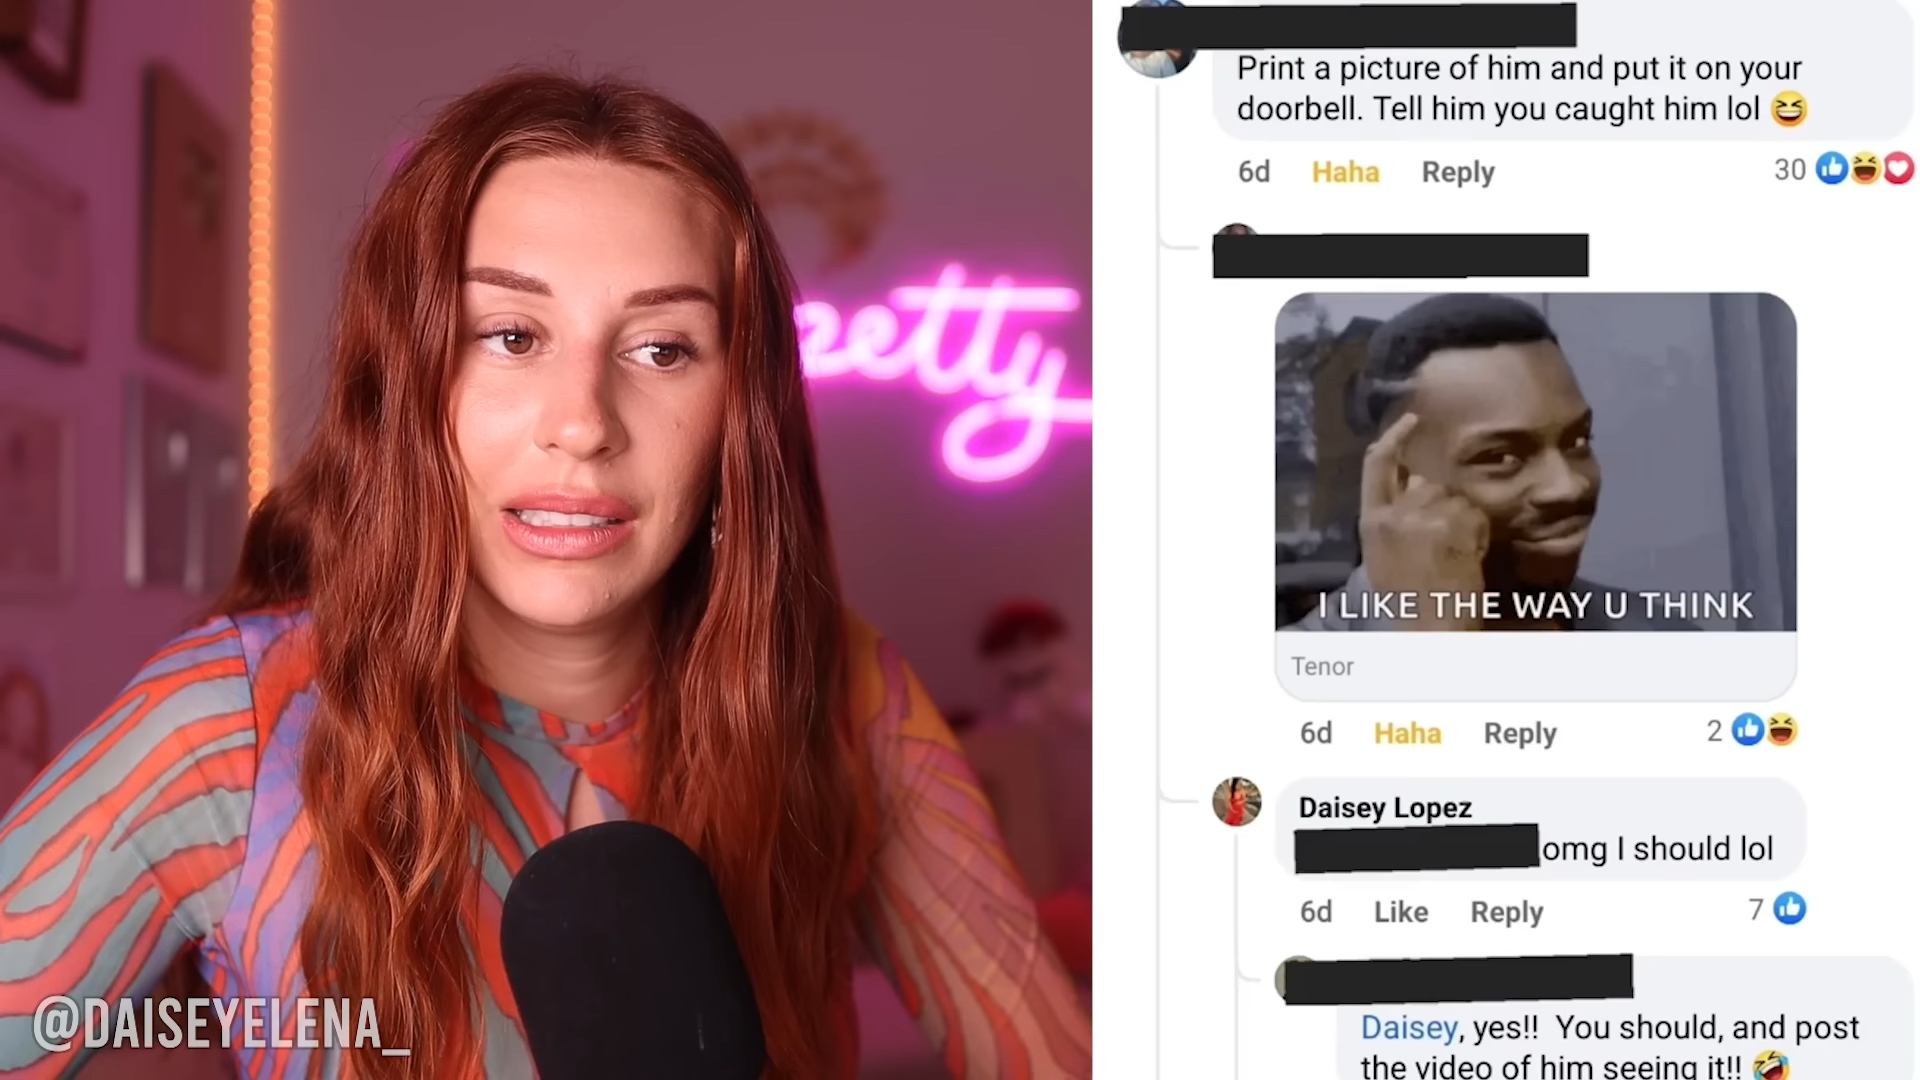 petty
@DAISEYELENA_
Print a picture of him and put it on your
doorbell. Tell him you caught him lol 😆
6d Haha Reply 30
I LIKE THE WAY U THINK
Tenor
6d Haha Reply 2
Daisey Lopez
omg I should lol
6d Like Reply 7
Daisey, yes!! You should, and post
the video of him seeing it!! 🤣